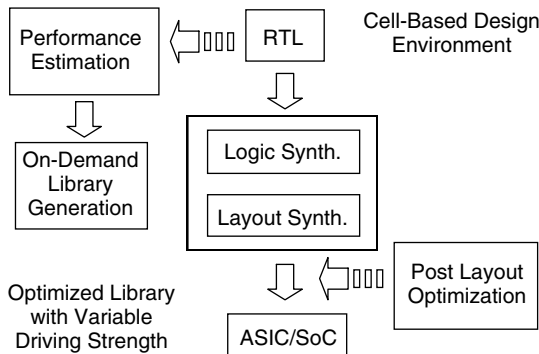 Performance
Estimation
RTL
Cell-Based Design
Environment
On-Demand
Library
Generation
Logic Synth.
Layout Synth.
Post Layout
Optimization
Optimized Library
with Variable
Driving Strength
ASIC/SoC